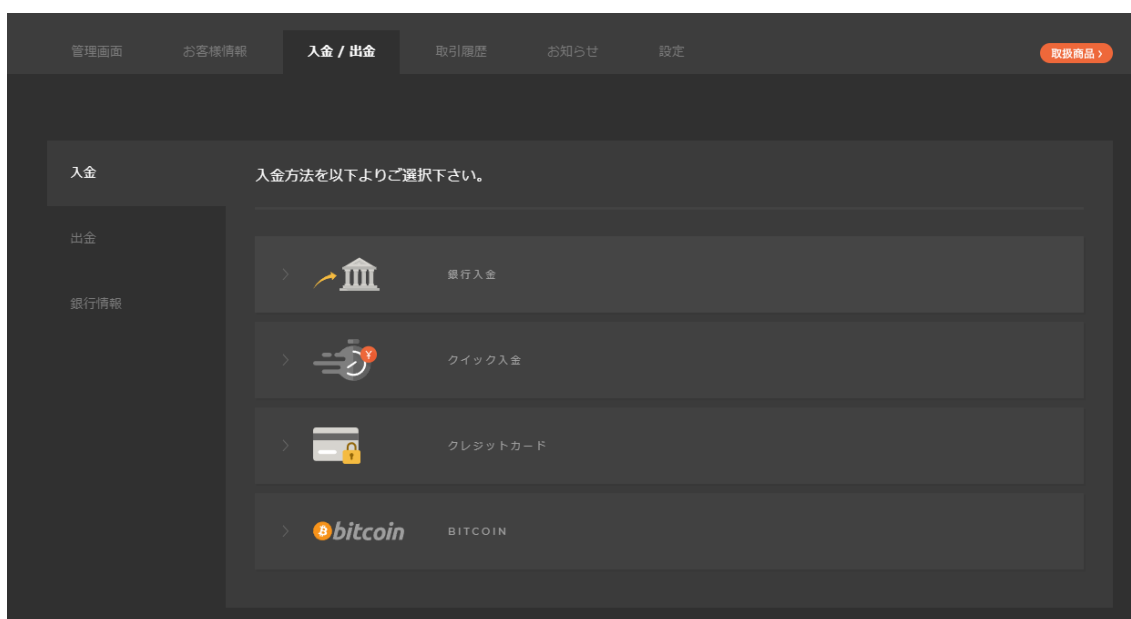 管理画面 お客様情報 入金 / 出金 取引履歴 お知らせ 設定 取扱商品 >
入金
出金
銀行情報
入金方法を以下よりご選択下さい。
銀行入金
¥
クイック入金
クレジットカード
bitcoin BITCOIN